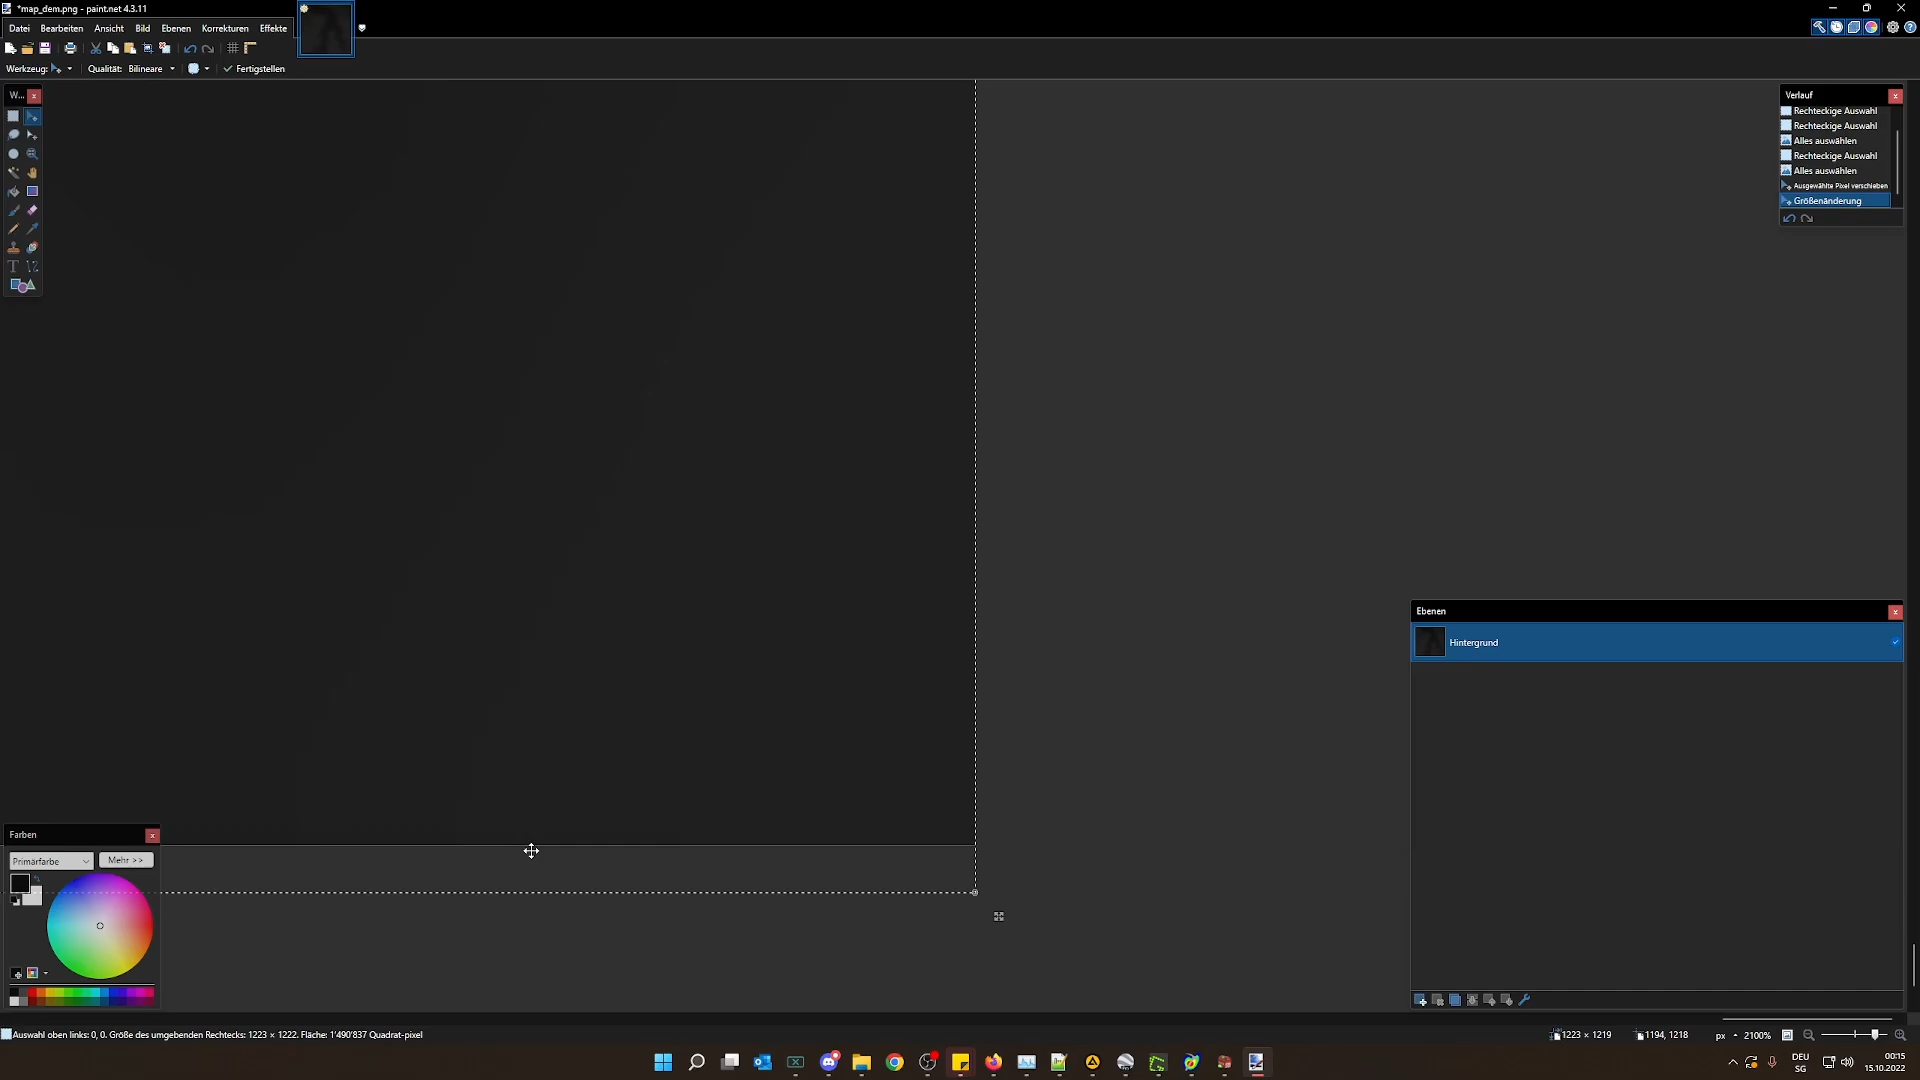 *map_dem.png - paint.net 4.3.11
Datei Bearbeiten Ansicht Bild Ebenen Korrekturen Effekte
Werkzeug: Qualität: Bilineare Fertigstellen
W...
Verlauf
Rechteckige Auswahl
Rechteckige Auswahl
Alles auswählen
Rechteckige Auswahl
Alles auswählen
Ausgewählte Pixel verschieben
Größenänderung
Ebenen
Hintergrund
Farben
Primärfarbe Mehr >>
Auswahl oben links: 0, 0. Größe des umgebenden Rechtecks: 1223 × 1222. Fläche: 1'490'837 Quadrat-pixel
1223 × 1219 1194, 1218 px 2100%
DEU
SG
00:15
15.10.2022